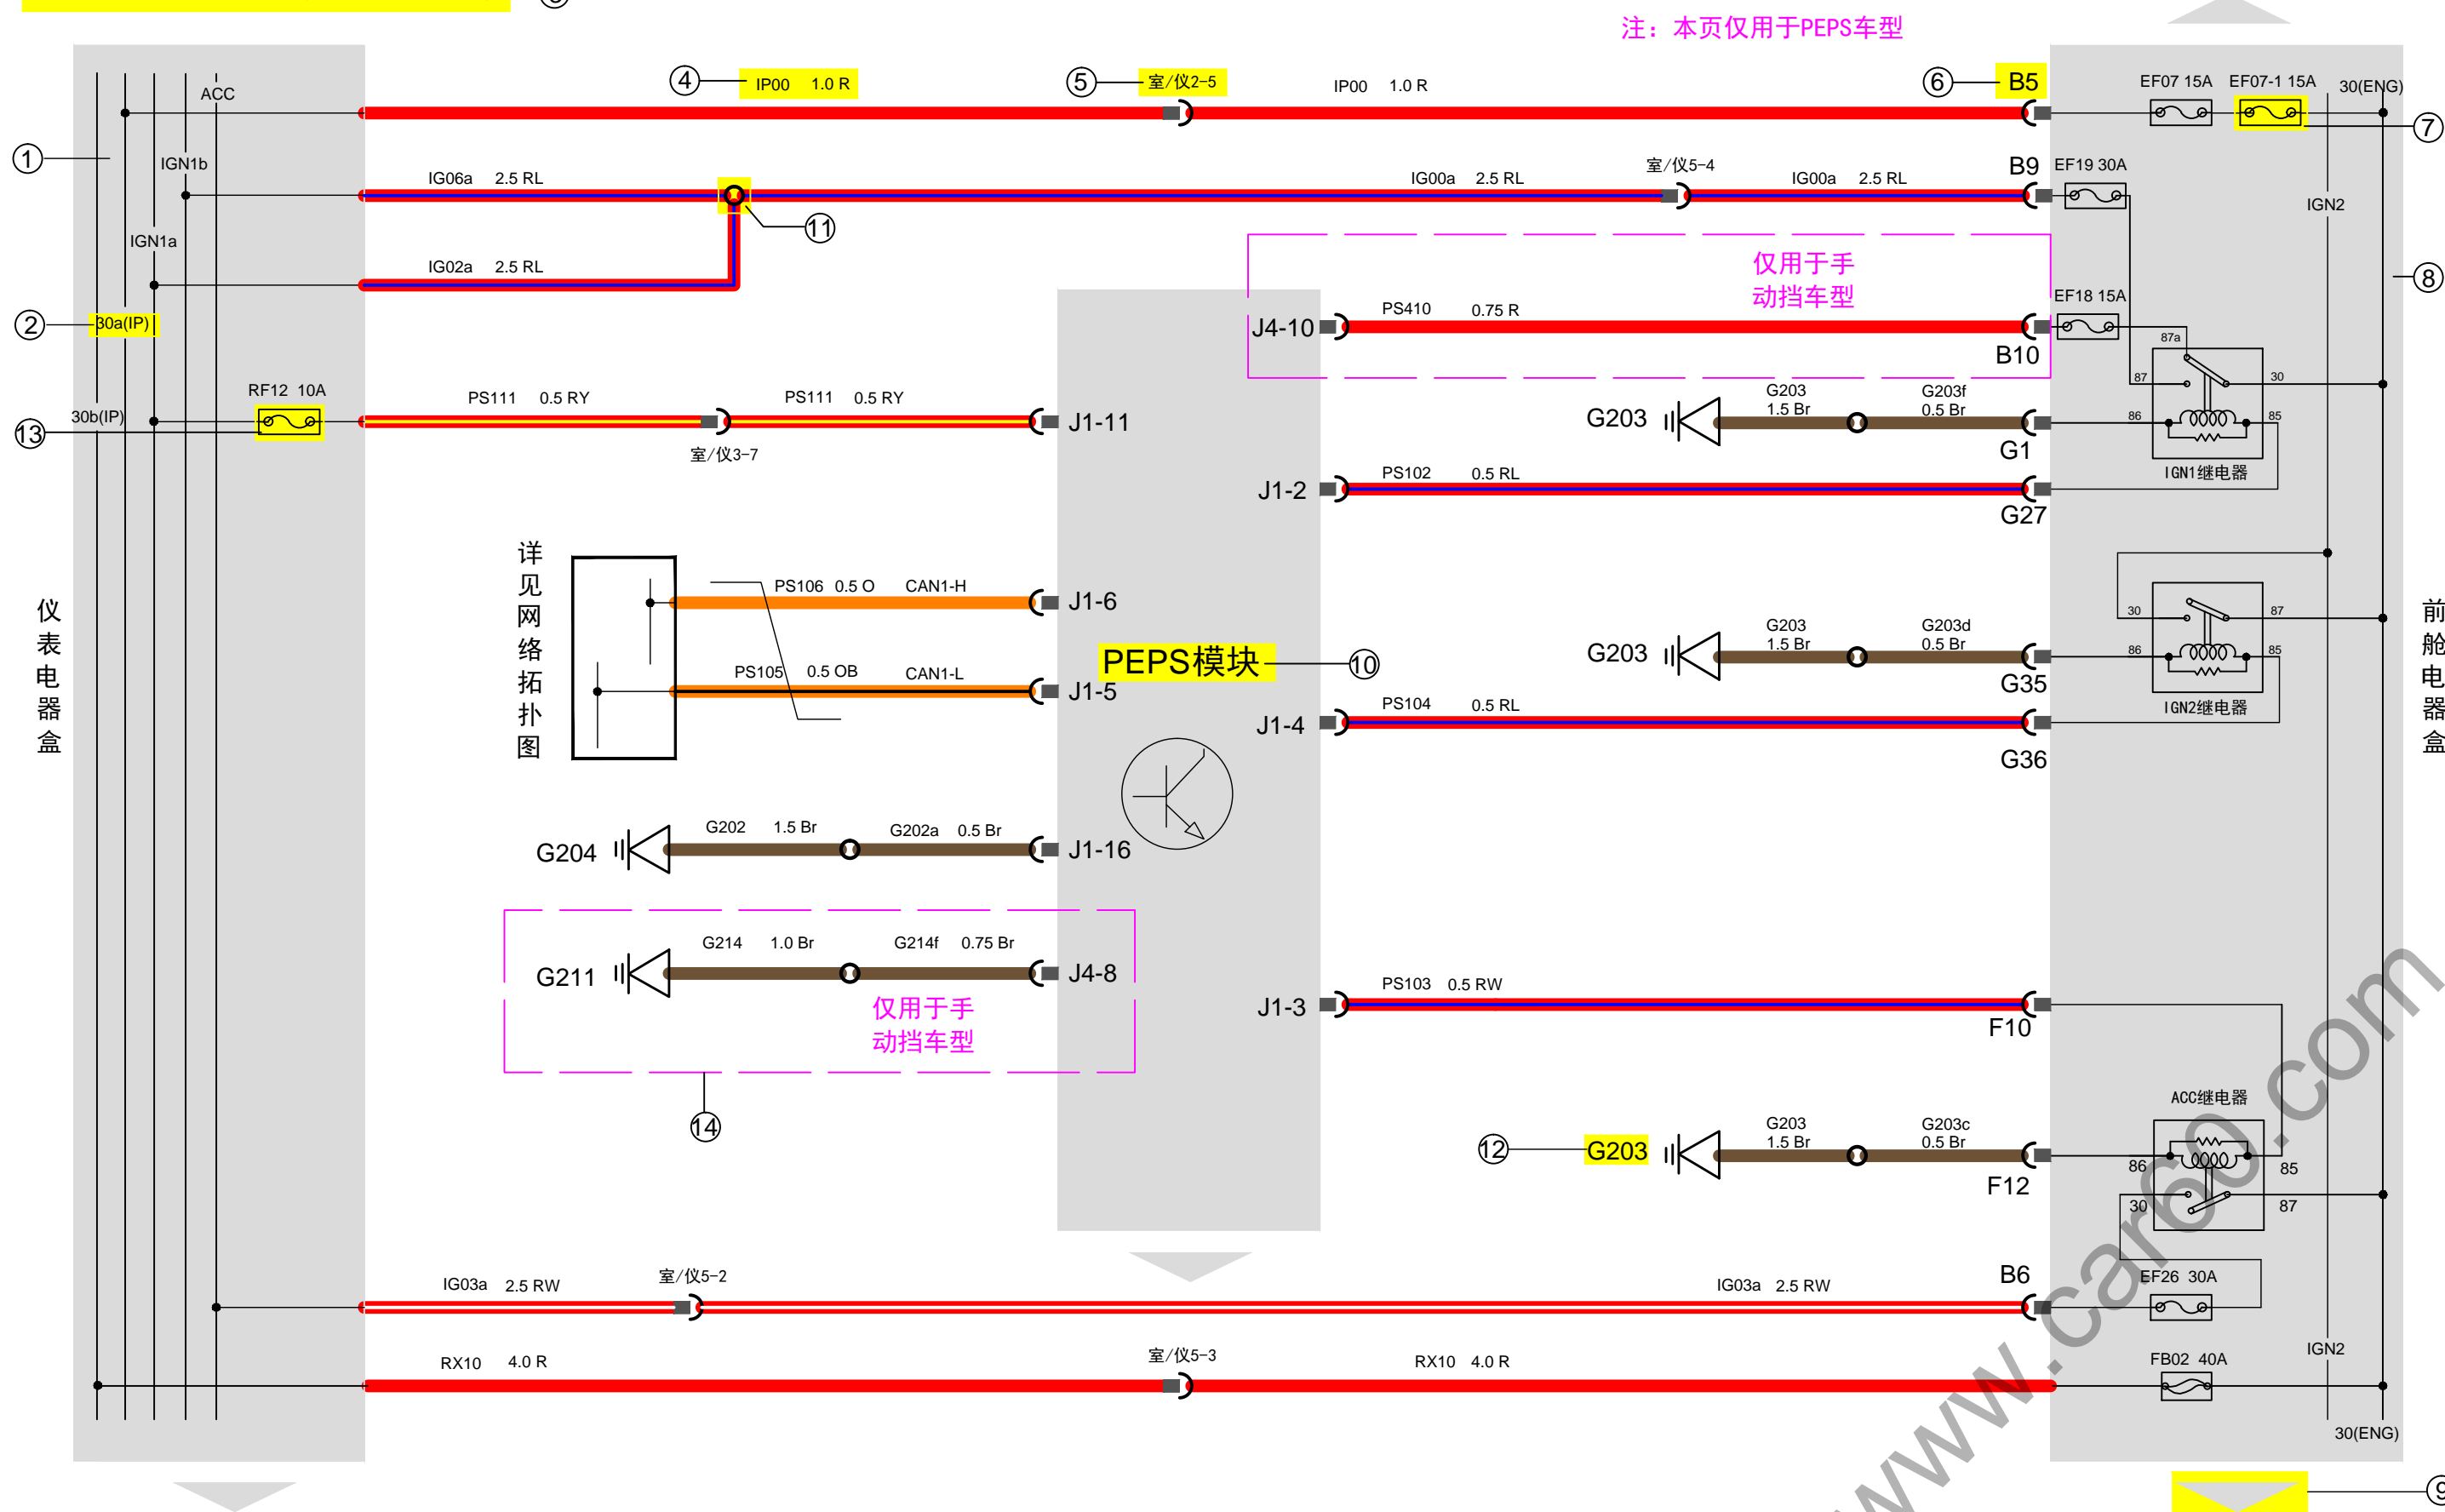 注：本页仅用于PEPS车型
④ IP00 1.0 R
⑤ 室/仪2-5
IP00 1.0 R
⑥ B5
EF07 15A
EF07-1 15A
30(ENG)
⑦
ACC
①
IGN1b
IG06a 2.5 RL
⑪
IG00a 2.5 RL
室/仪5-4
IG00a 2.5 RL
B9
EF19 30A
IGN2
IGN1a
IG02a 2.5 RL
仅用于手
动挡车型
⑧
② 30a(IP)
J4-10
PS410 0.75 R
B10
EF18 15A
87a
87
30
RF12 10A
30b(IP)
⑬
PS111 0.5 RY
室/仪3-7
PS111 0.5 RY
J1-11
G203
G203
1.5 Br
G203f
0.5 Br
G1
86
85
IGN1继电器
J1-2
PS102 0.5 RL
G27
仪表电器盒
详见网络拓扑图
PS106 0.5 O CAN1-H
J1-6
PS105 0.5 OB CAN1-L
J1-5
PEPS模块
⑩
G203
G203
1.5 Br
G203d
0.5 Br
G35
30
87
86
85
IGN2继电器
J1-4
PS104 0.5 RL
G36
前舱电器盒
G204
G202 1.5 Br
G202a 0.5 Br
J1-16
G211
G214 1.0 Br
G214f 0.75 Br
J4-8
仅用于手
动挡车型
⑭
J1-3
PS103 0.5 RW
F10
ACC继电器
⑫ G203
G203
1.5 Br
G203c
0.5 Br
F12
86
85
30
87
IG03a 2.5 RW
室/仪5-2
IG03a 2.5 RW
B6
EF26 30A
RX10 4.0 R
室/仪5-3
RX10 4.0 R
FB02 40A
IGN2
30(ENG)
⑨
www.car60.com